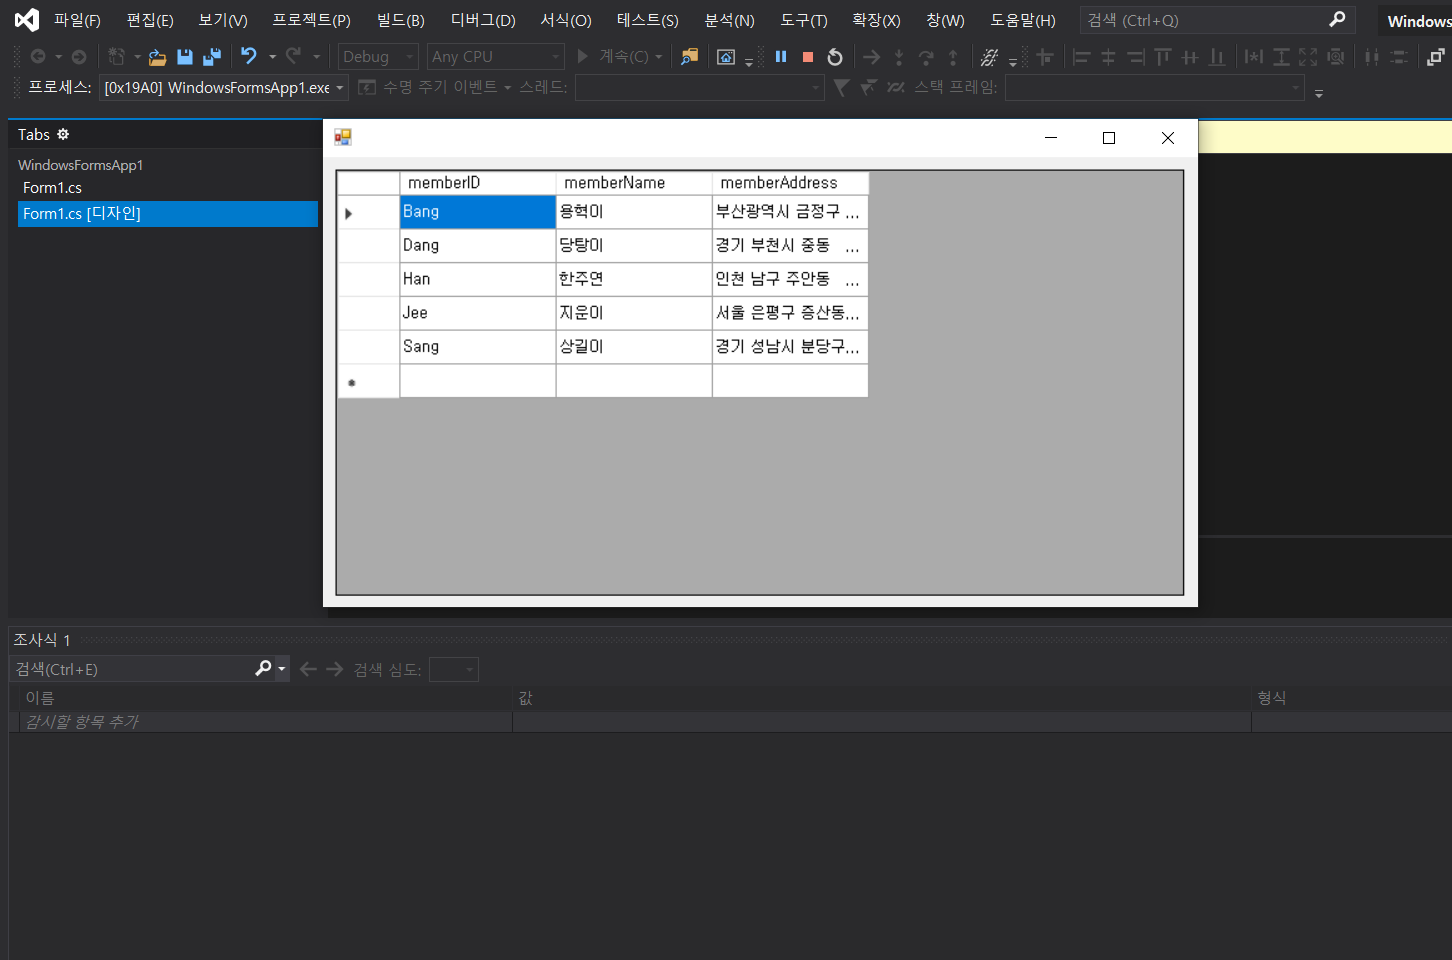 파일(F) 편집(E) 보기(V) 프로젝트(P) 빌드(B) 디버그(D) 서식(O) 테스트(S) 분석(N) 도구(T) 확장(X) 창(W) 도움말(H) 검색 (Ctrl+Q) Windows
Debug Any CPU 계속(C)
프로세스: [0x19A0] WindowsFormsApp1.exe 수명 주기 이벤트 스레드: 스택 프레임:
Tabs
WindowsFormsApp1
Form1.cs
Form1.cs [디자인]
memberID memberName memberAddress
Bang 용혁이 부산광역시 금정구 ...
Dang 당탕이 경기 부천시 중동 ...
Han 한주연 인천 남구 주안동 ...
Jee 지운이 서울 은평구 증산동...
Sang 상길이 경기 성남시 분당구...
조사식 1
검색(Ctrl+E) 검색 심도:
이름 값 형식
감시할 항목 추가